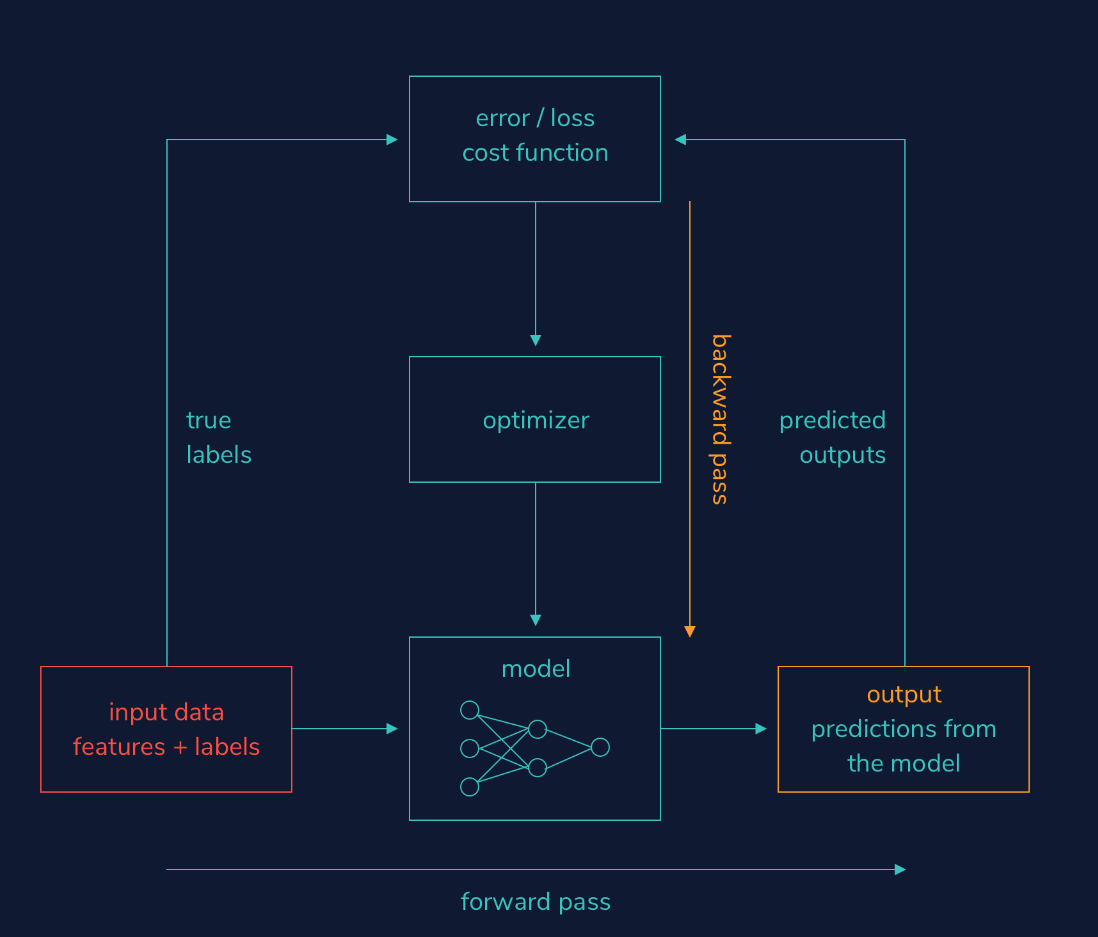 error / loss
cost function
true
labels
optimizer
backward pass
predicted
outputs
input data
features + labels
model
output
predictions from
the model
forward pass